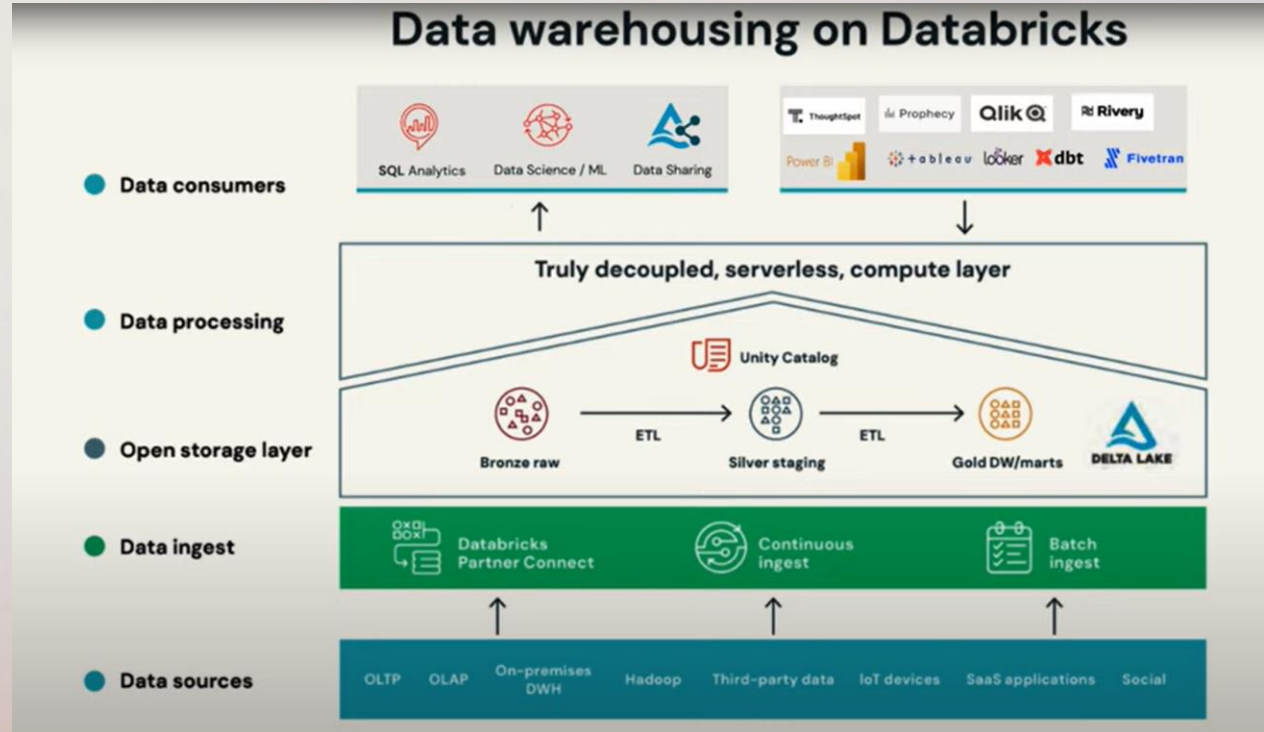 Data warehousing on Databricks
Data consumers
SQL Analytics
Data Science / ML
Data Sharing
ThoughtSpot
Prophecy
Qlik
Rivery
Power BI
+ableau
looker
dbt
Fivetran
Data processing
Truly decoupled, serverless, compute layer
Unity Catalog
Open storage layer
Bronze raw
ETL
Silver staging
ETL
Gold DW/marts
DELTA LAKE
Data ingest
Databricks
Partner Connect
Continuous
ingest
Batch
ingest
Data sources
OLTP
OLAP
On-premises
DWH
Hadoop
Third-party data
IoT devices
SaaS applications
Social